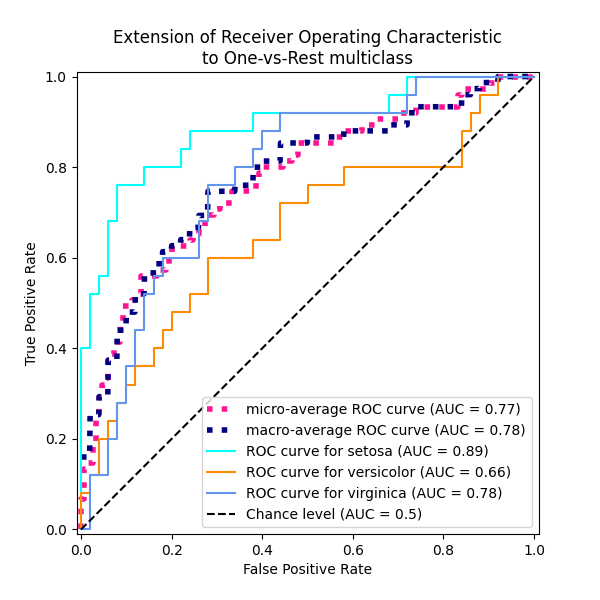 Extension of Receiver Operating Characteristic
to One-vs-Rest multiclass
True Positive Rate
1.0
0.8
0.6
0.4
0.2
0.0
micro-average ROC curve (AUC = 0.77)
macro-average ROC curve (AUC = 0.78)
ROC curve for setosa (AUC = 0.89)
ROC curve for versicolor (AUC = 0.66)
ROC curve for virginica (AUC = 0.78)
Chance level (AUC = 0.5)
0.0 0.2 0.4 0.6 0.8 1.0
False Positive Rate